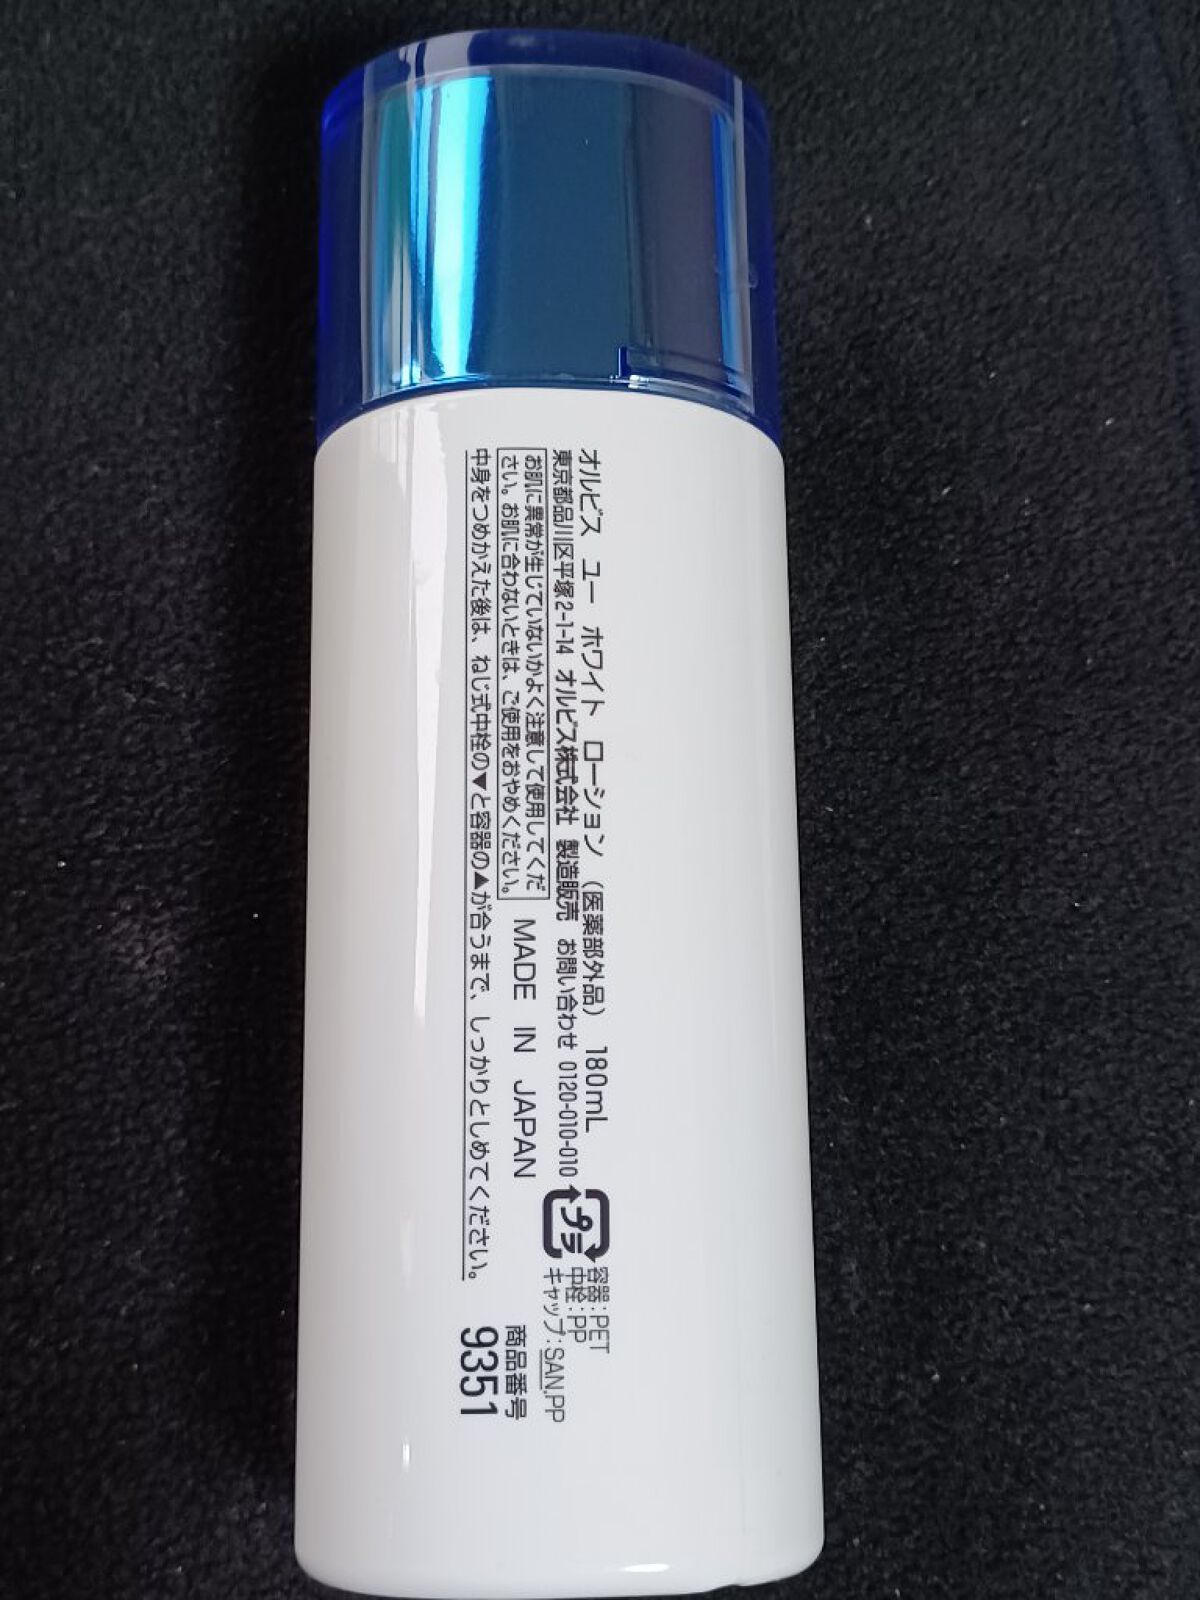 オルビス ユー ホワイト ローション (医薬部外品) 180mL
東京都品川区平塚2-1-14 オルビス株式会社 製造販売 お問い合わせ 0120-010-010
お肌に異常が生じていないかよく注意して使用してくだ
さい。お肌に合わないときは、ご使用をおやめください。
MADE IN JAPAN
中身をつめかえた後は、ねじ式中栓の▼と容器の▲が合うまで、しっかりとしめてください。
プラ
容器:PET
中栓:PP
キャップ:SAN,PP
商品番号
9351